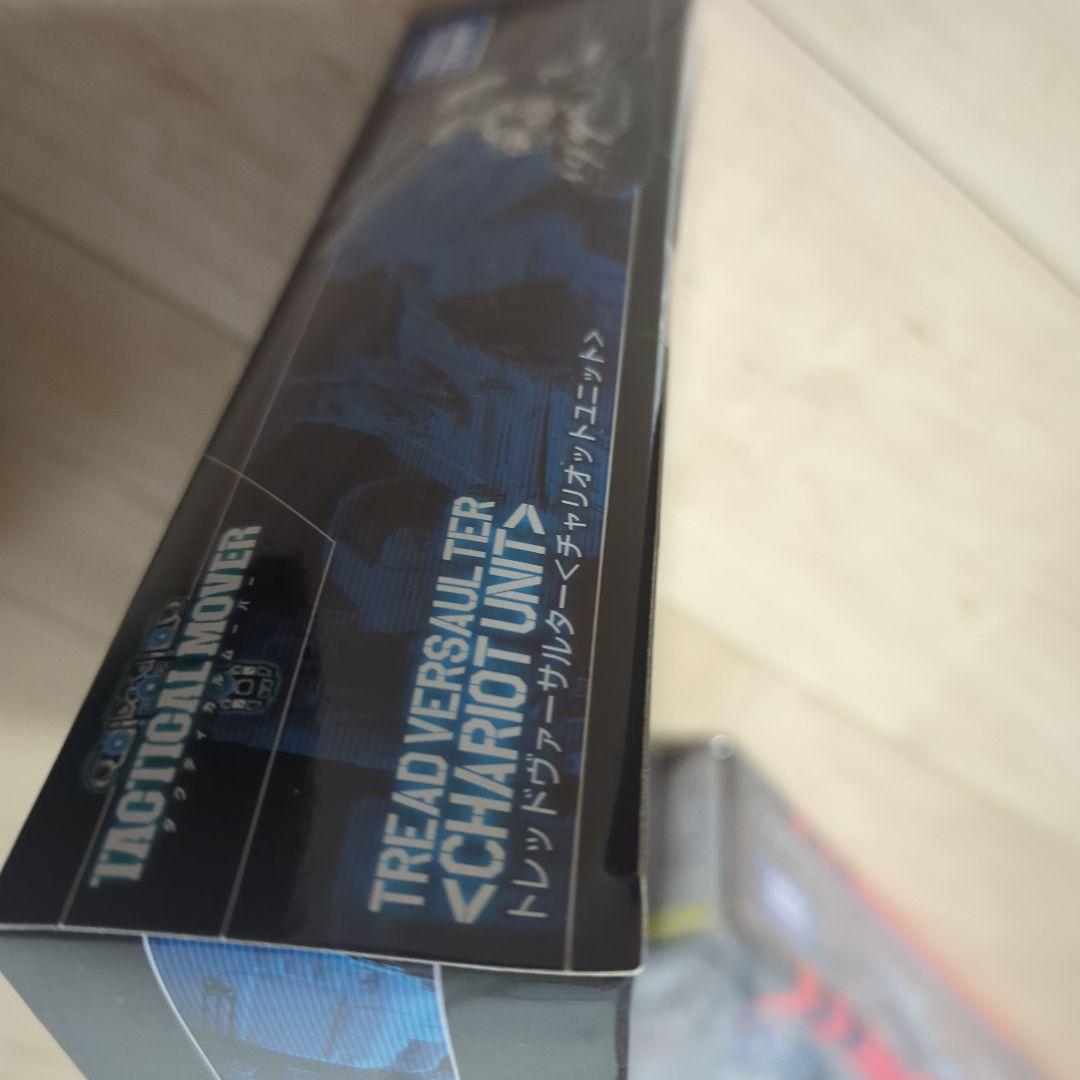 TACTICAL MOVER
タクティカルムーバー
TREAD VERSAULTER
<CHARIOT UNIT>
トレッドヴァーサルター<チャリオットユニット>